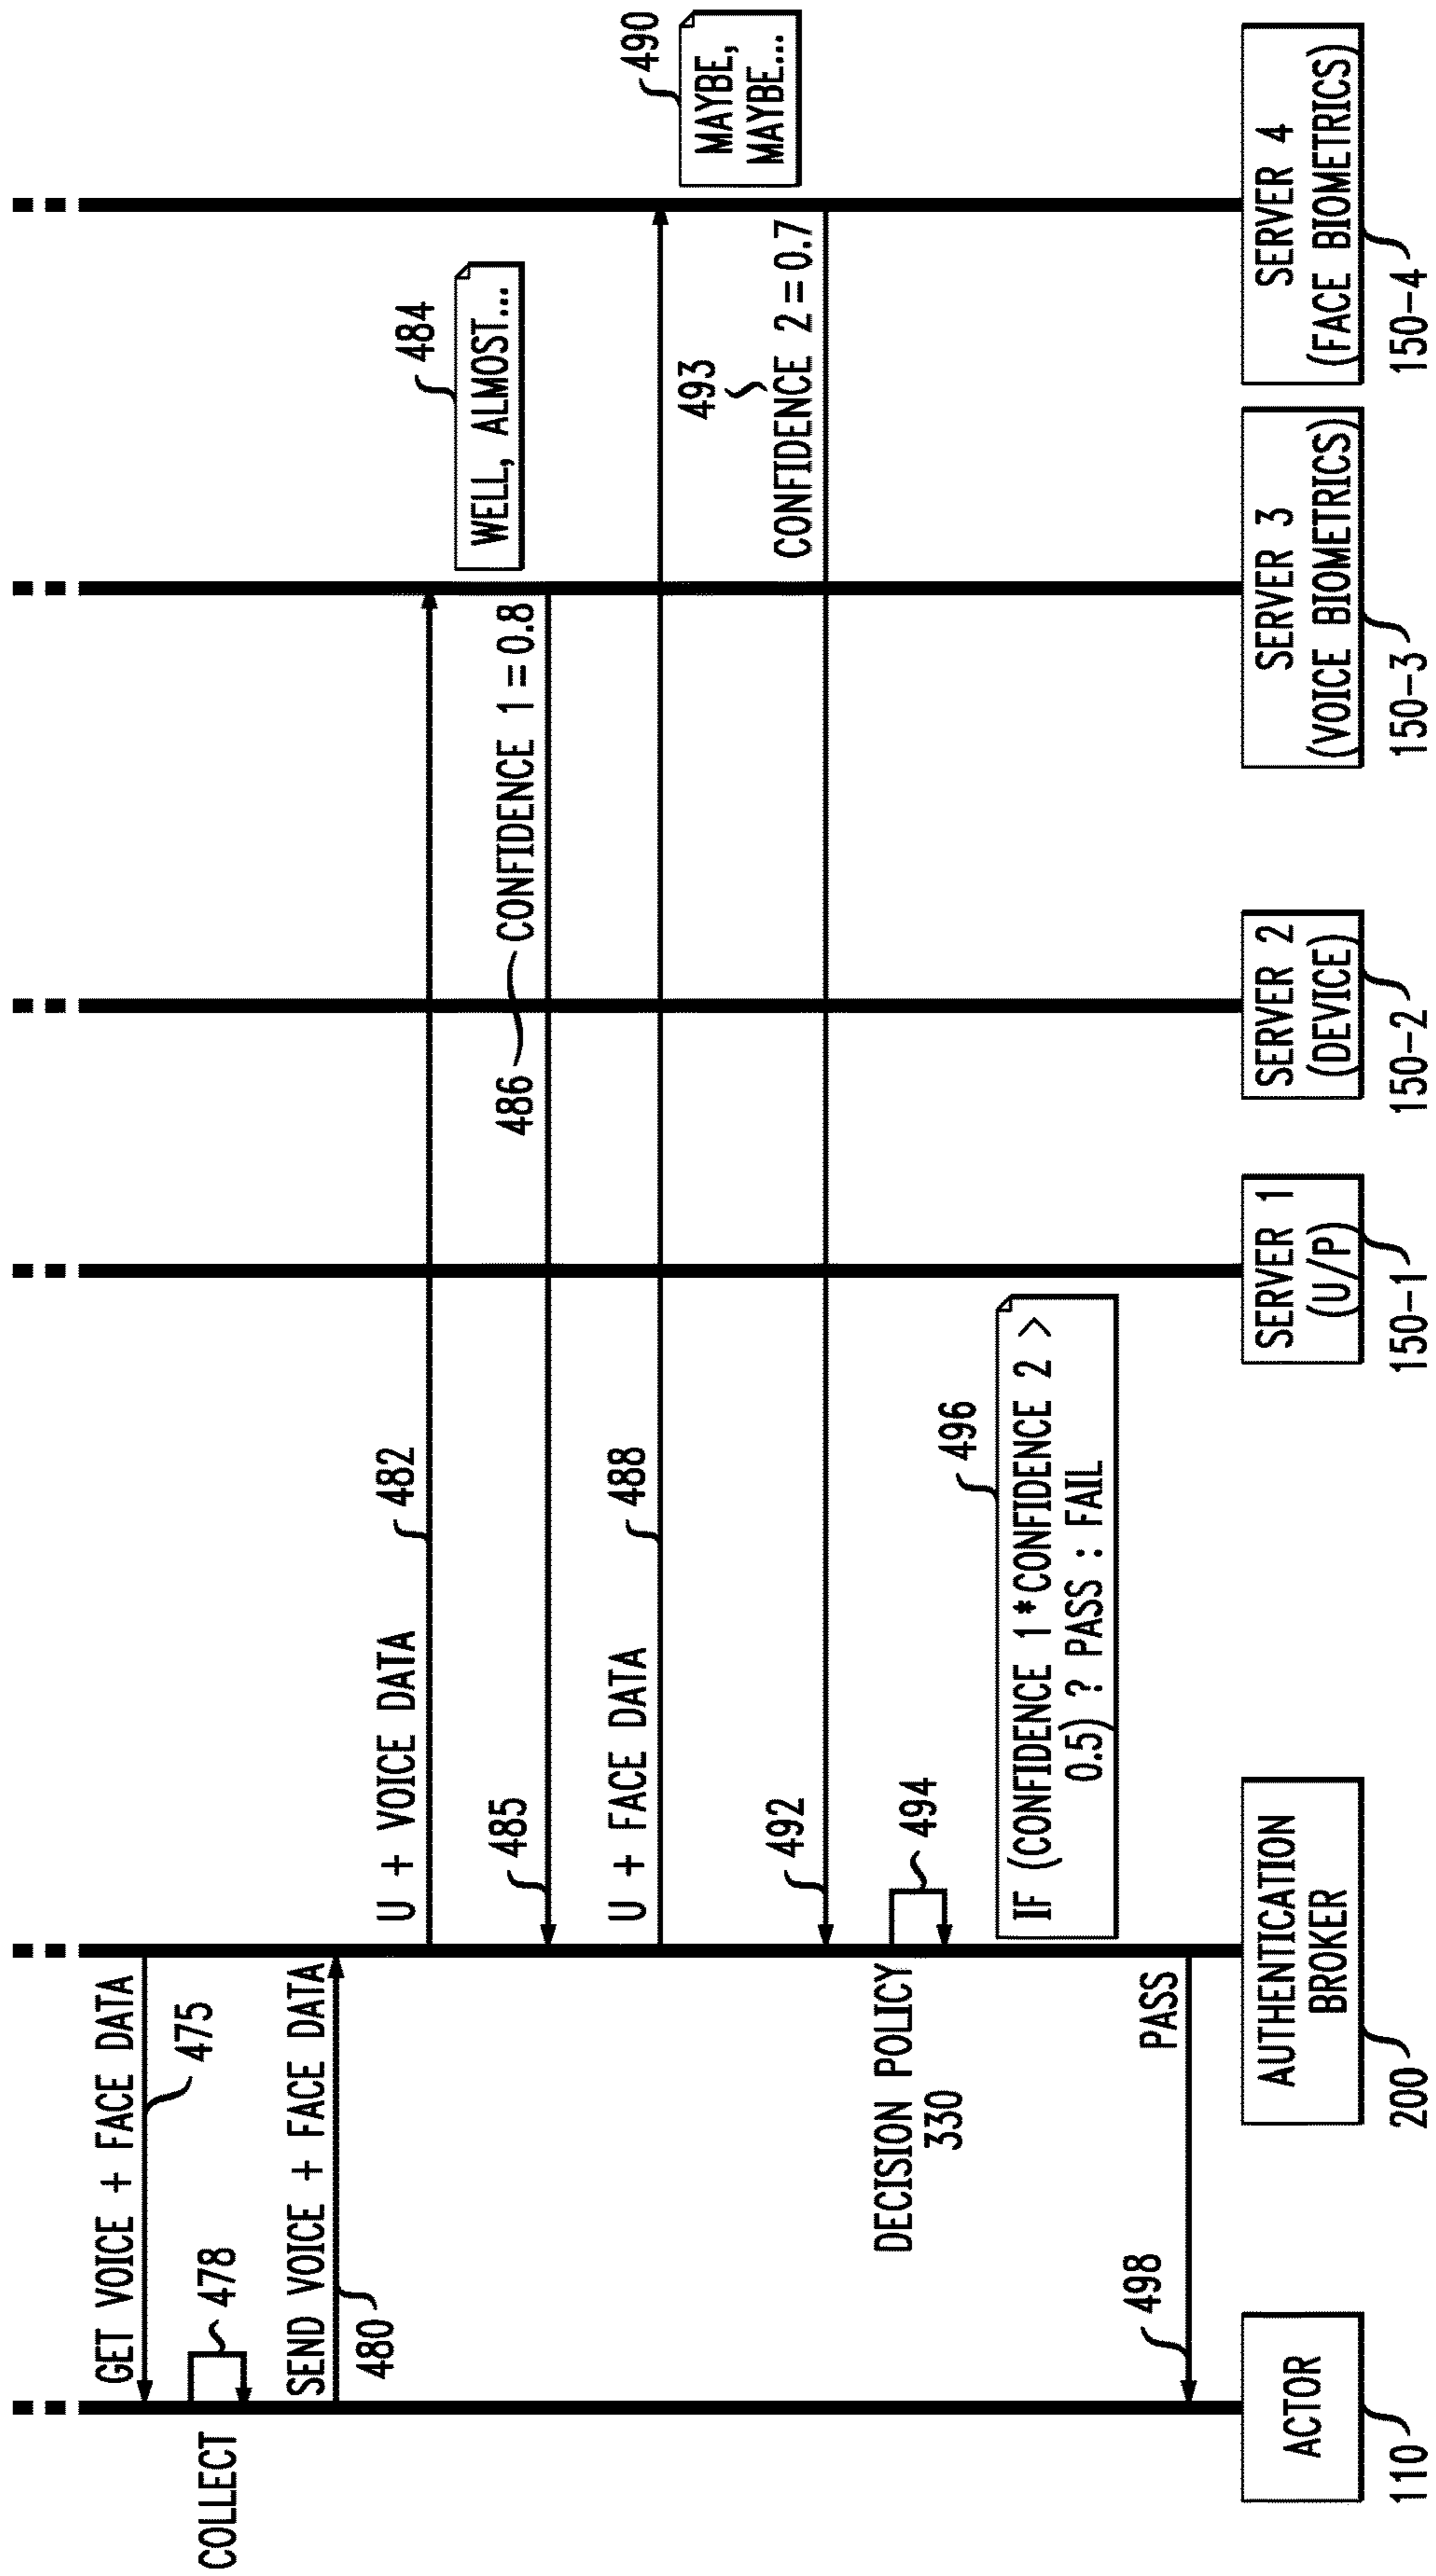 GET VOICE + FACE DATA
475
COLLECT
478
SEND VOICE + FACE DATA
480
U + VOICE DATA
482
484
WELL, ALMOST...
485
486
CONFIDENCE 1 = 0.8
U + FACE DATA
488
490
MAYBE,
MAYBE...
492
493
CONFIDENCE 2 = 0.7
DECISION POLICY
330
494
496
IF (CONFIDENCE 1*CONFIDENCE 2 >
0.5) ? PASS : FAIL
PASS
498
ACTOR
110
AUTHENTICATION
BROKER
200
SERVER 1
(U/P)
150-1
SERVER 2
(DEVICE)
150-2
SERVER 3
(VOICE BIOMETRICS)
150-3
SERVER 4
(FACE BIOMETRICS)
150-4